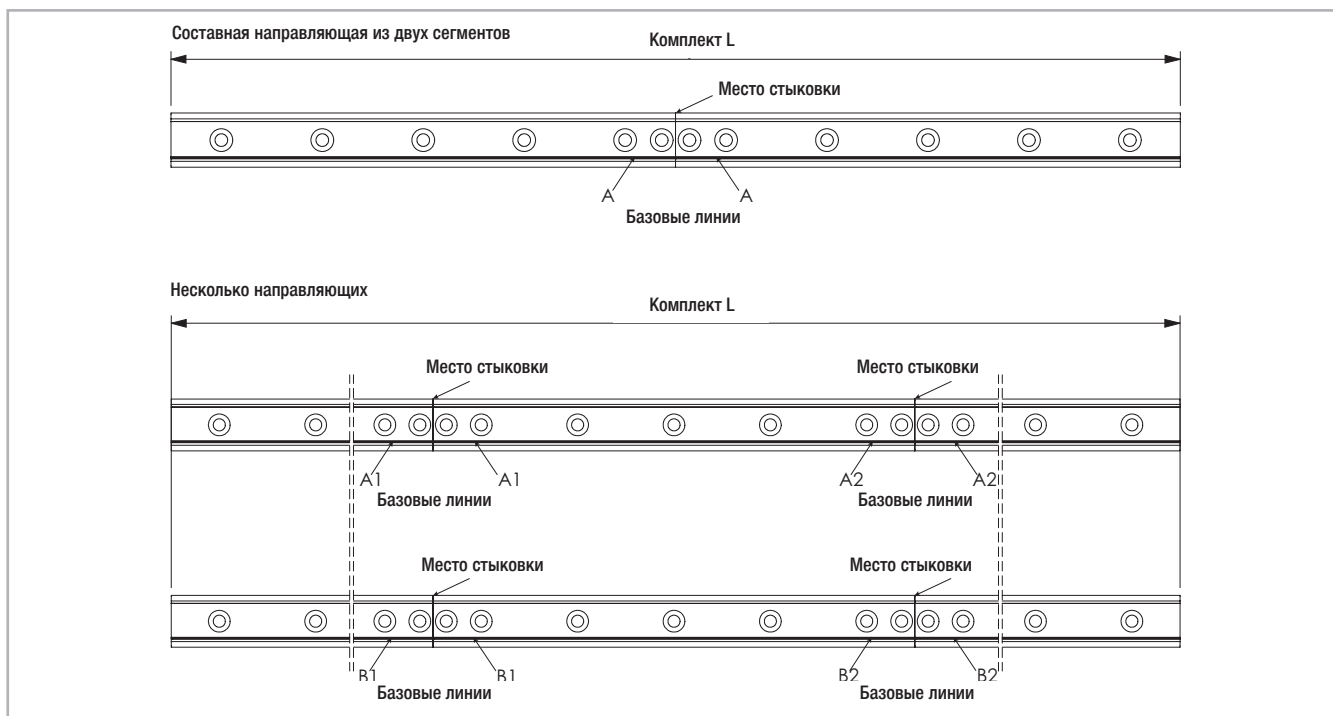 Составная направляющая из двух сегментов
Комплект L
Место стыковки
A
A
Базовые линии
Несколько направляющих
Комплект L
Место стыковки
Место стыковки
A1
A1
A2
A2
Базовые линии
Базовые линии
Место стыковки
Место стыковки
B1
B1
B2
B2
Базовые линии
Базовые линии